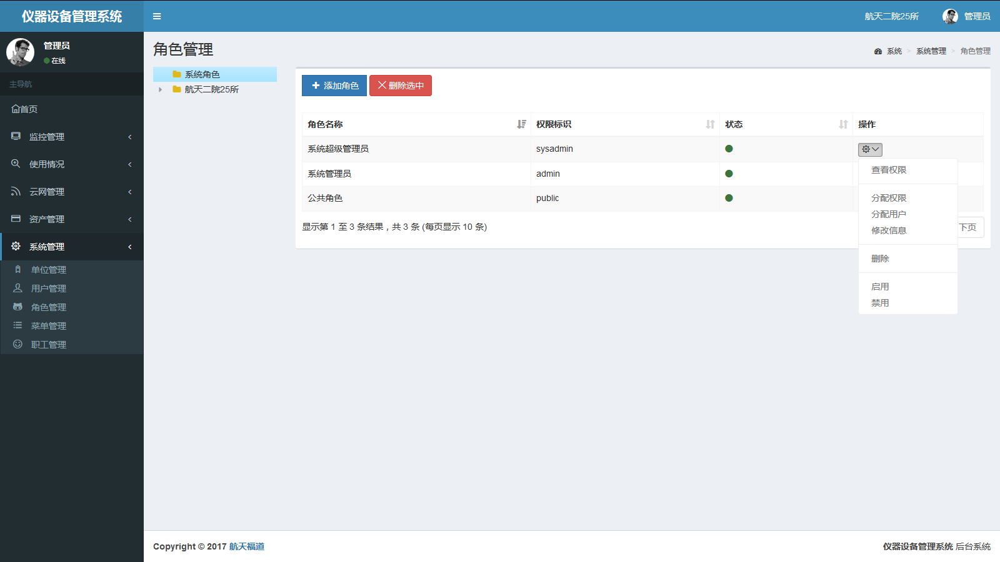 仪器设备管理系统
航天二院25所
管理员
管理员
在线
主导航
首页
监控管理
使用情况
云网管理
资产管理
系统管理
单位管理
用户管理
角色管理
菜单管理
职工管理
角色管理
系统 > 系统管理 > 角色管理
系统角色
航天二院25所
添加角色 删除选中
角色名称 权限标识 状态 操作
系统超级管理员 sysadmin
系统管理员 admin
公共角色 public
显示第 1 至 3 条结果，共 3 条 (每页显示 10 条)
下页
查看权限
分配权限
分配用户
修改信息
删除
启用
禁用
Copyright © 2017 航天福道
仪器设备管理系统 后台系统